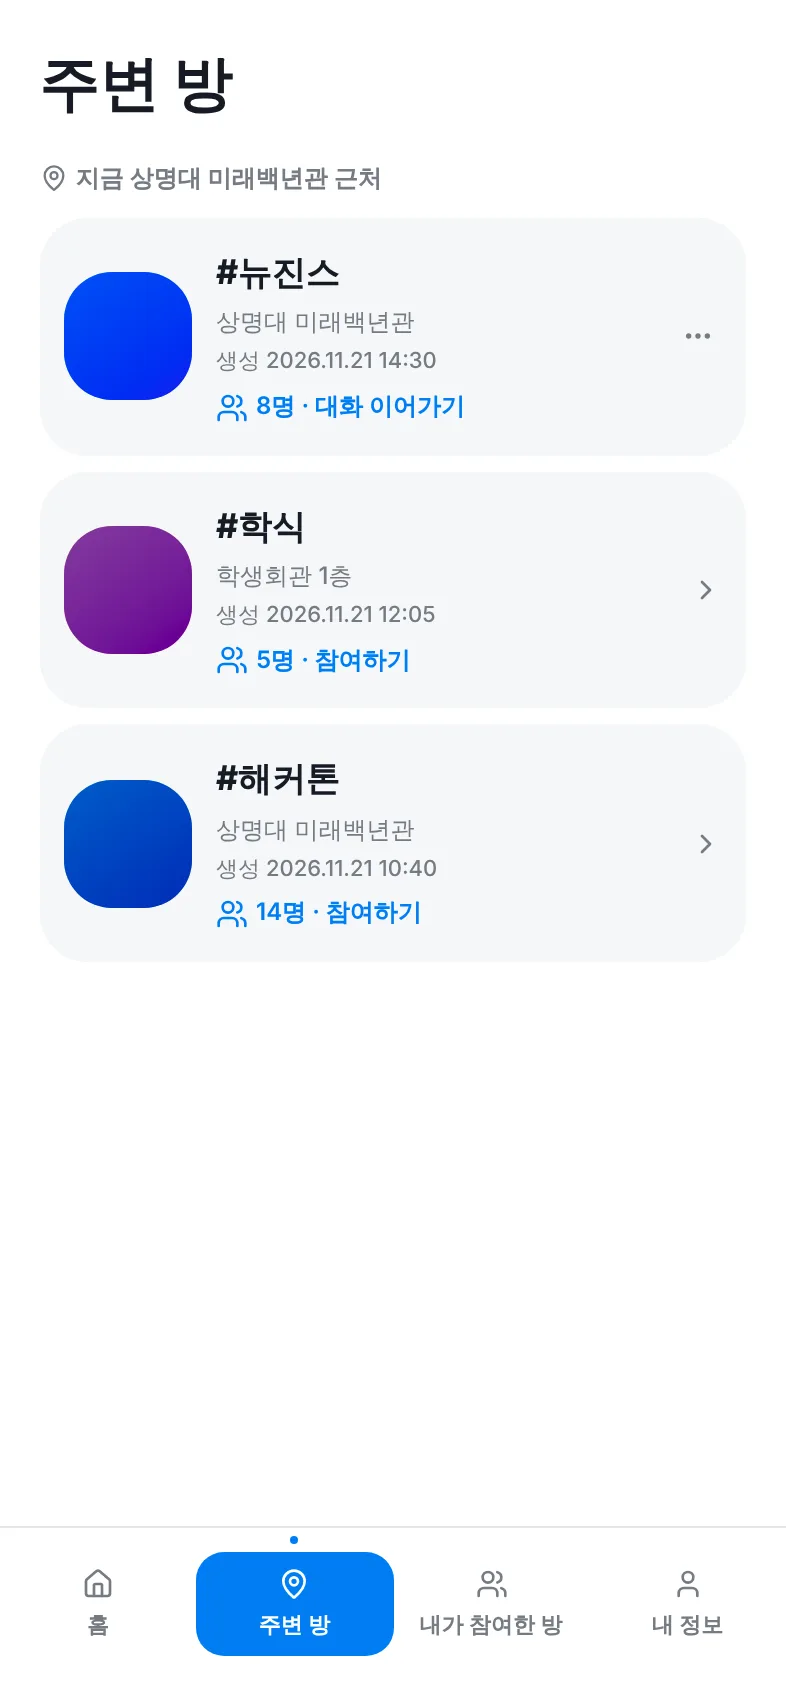 주변 방
지금 상명대 미래백년관 근처
#뉴진스
상명대 미래백년관
생성 2026.11.21 14:30
8명 · 대화 이어가기
#학식
학생회관 1층
생성 2026.11.21 12:05
5명 · 참여하기
#해커톤
상명대 미래백년관
생성 2026.11.21 10:40
14명 · 참여하기
홈
주변 방
내가 참여한 방
내 정보